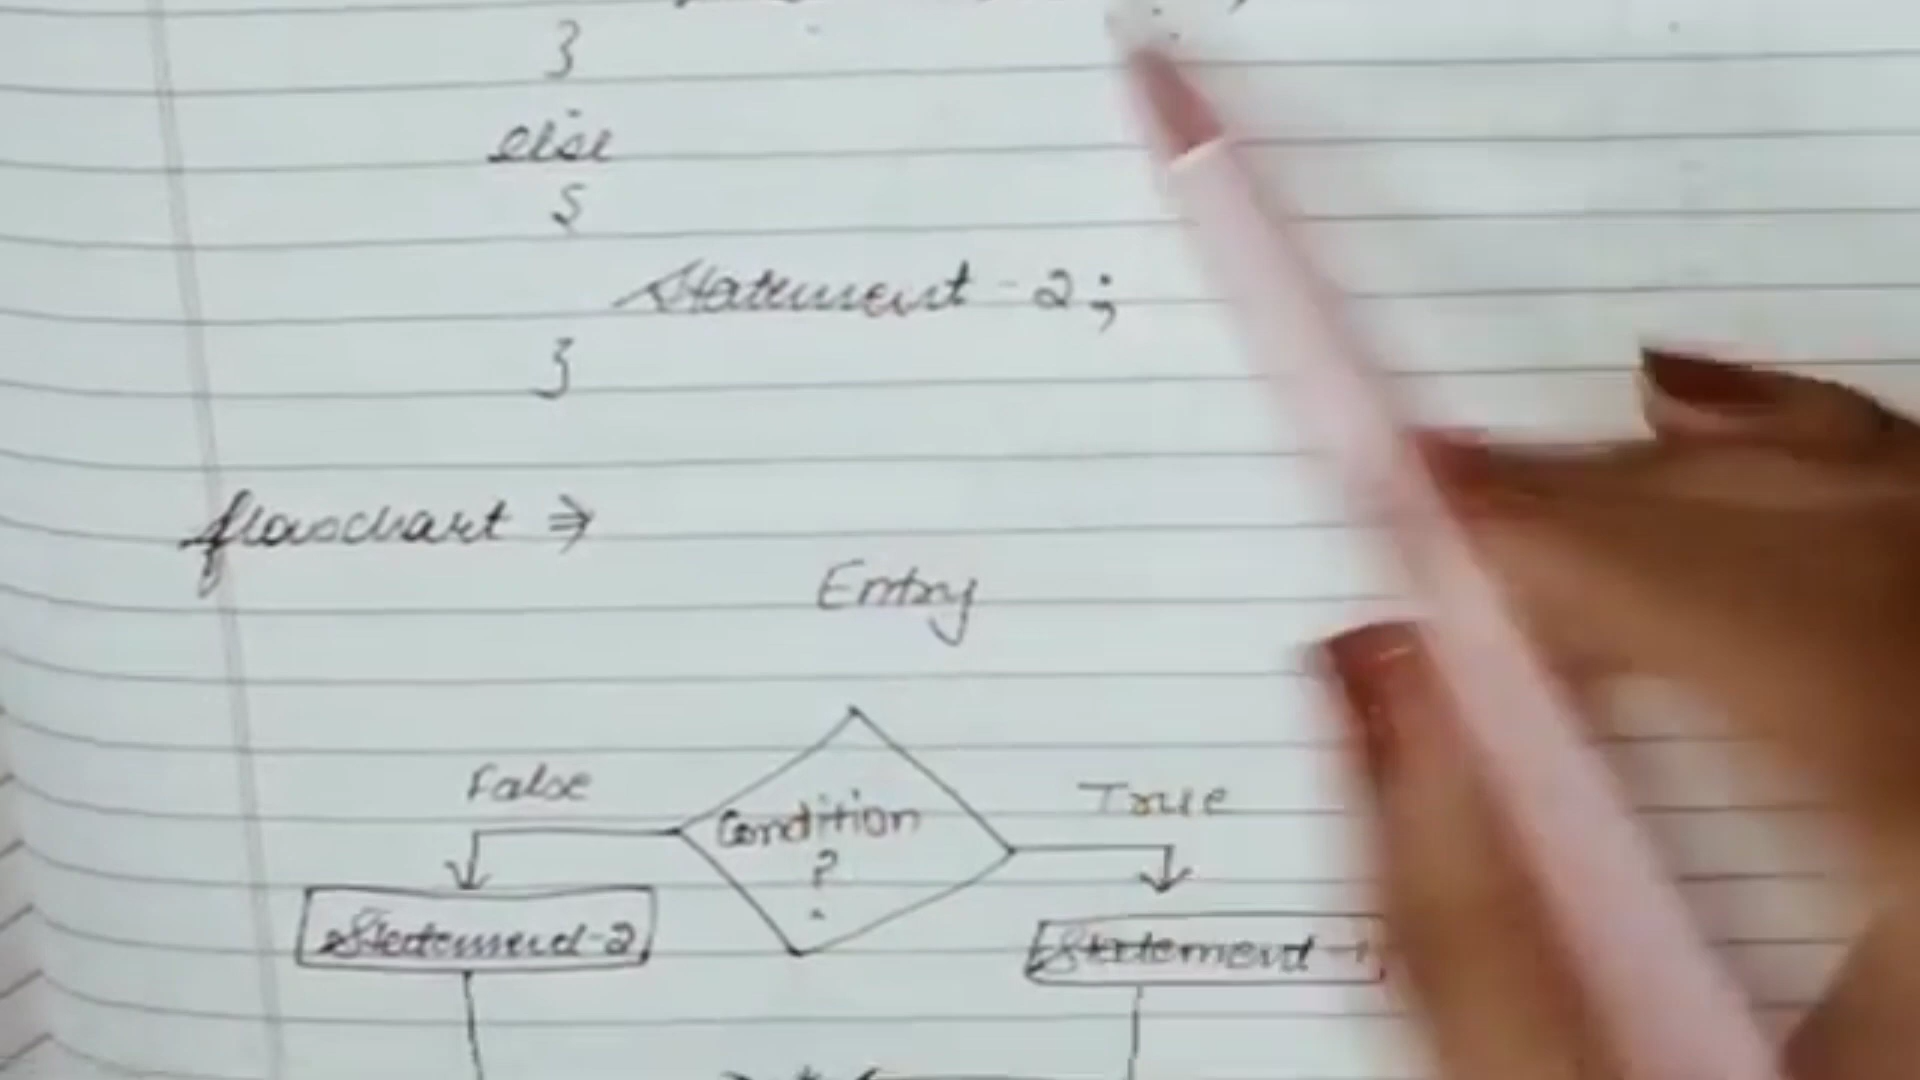 }
else
{
Statement-2;
}
flowchart ⇒
Entry
False
True
Condition
?
Statement-2
Statement-1